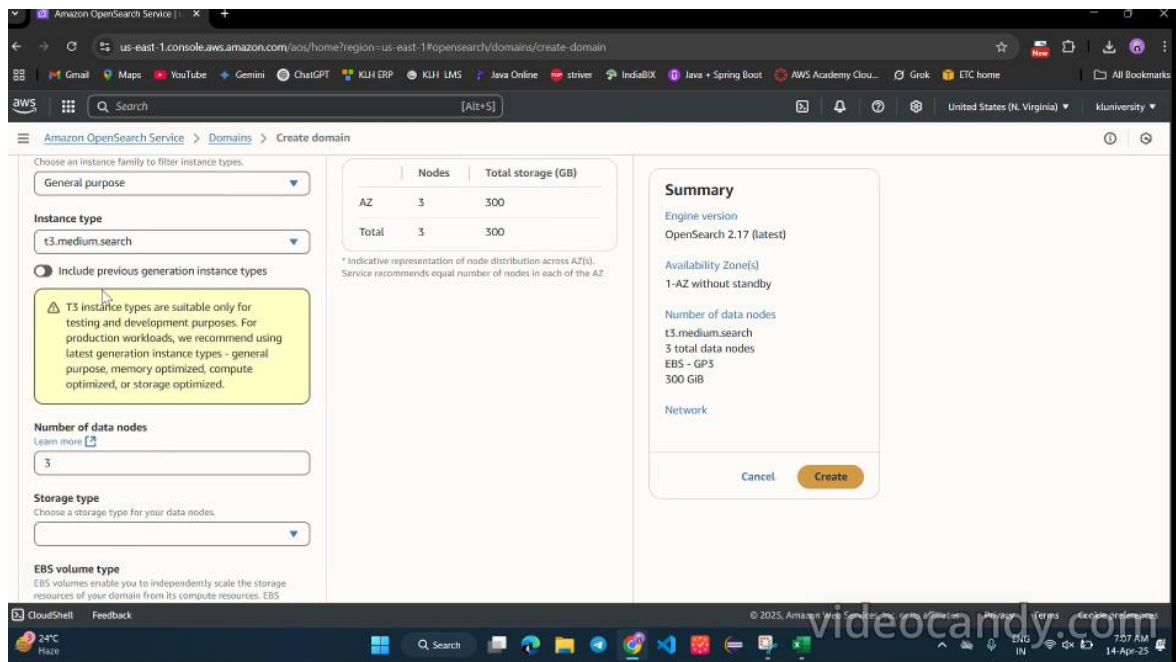 Amazon OpenSearch Service |
us-east-1.console.aws.amazon.com/aos/home?region=us-east-1#opensearch/domains/create-domain
New
Gmail Maps YouTube Gemini ChatGPT KLH ERP KLH LMS Java Online striver IndiaBIX Java + Spring Boot AWS Academy Clou... Grok ETC home All Bookmarks
aws Search [Alt+S] United States (N. Virginia) kluniversity
Amazon OpenSearch Service > Domains > Create domain
Choose an instance family to filter instance types.
General purpose
Instance type
t3.medium.search
Include previous generation instance types
T3 instance types are suitable only for
testing and development purposes. For
production workloads, we recommend using
latest generation instance types - general
purpose, memory optimized, compute
optimized, or storage optimized.
Number of data nodes
Learn more
3
Storage type
Choose a storage type for your data nodes.
EBS volume type
EBS volumes enable you to independently scale the storage
resources of your domain from its compute resources. EBS
Nodes Total storage (GB)
AZ 3 300
Total 3 300
* Indicative representation of node distribution across AZ(s).
Service recommends equal number of nodes in each of the AZ
Summary
Engine version
OpenSearch 2.17 (latest)
Availability Zone(s)
1-AZ without standby
Number of data nodes
t3.medium.search
3 total data nodes
EBS - GP3
300 GiB
Network
Cancel Create
CloudShell Feedback © 2025, Amazon Web Services, Inc. or its affiliates. Privacy Terms Cookie preferences
videocandy.com
3
24°C
Haze
Search
ENG
IN
7:07 AM
14-Apr-25